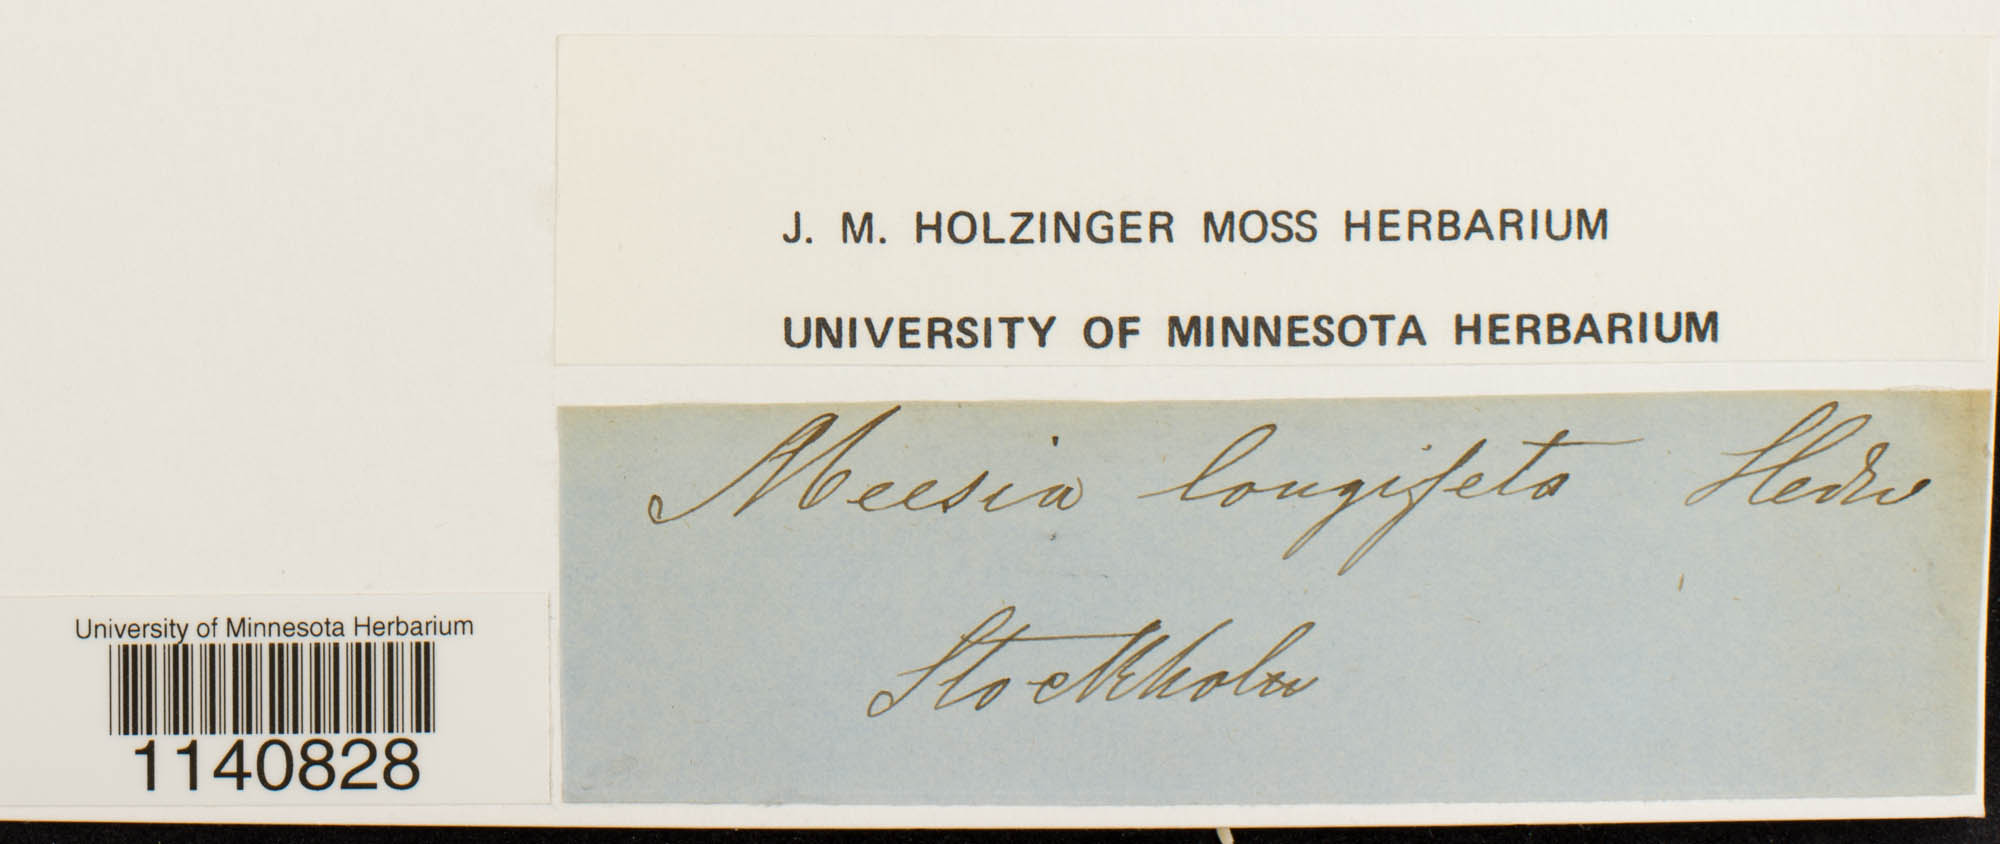 J. M. HOLZINGER MOSS HERBARIUM
UNIVERSITY OF MINNESOTA HERBARIUM
Meesia longiseta Hedw
Stockholm
University of Minnesota Herbarium
1140828